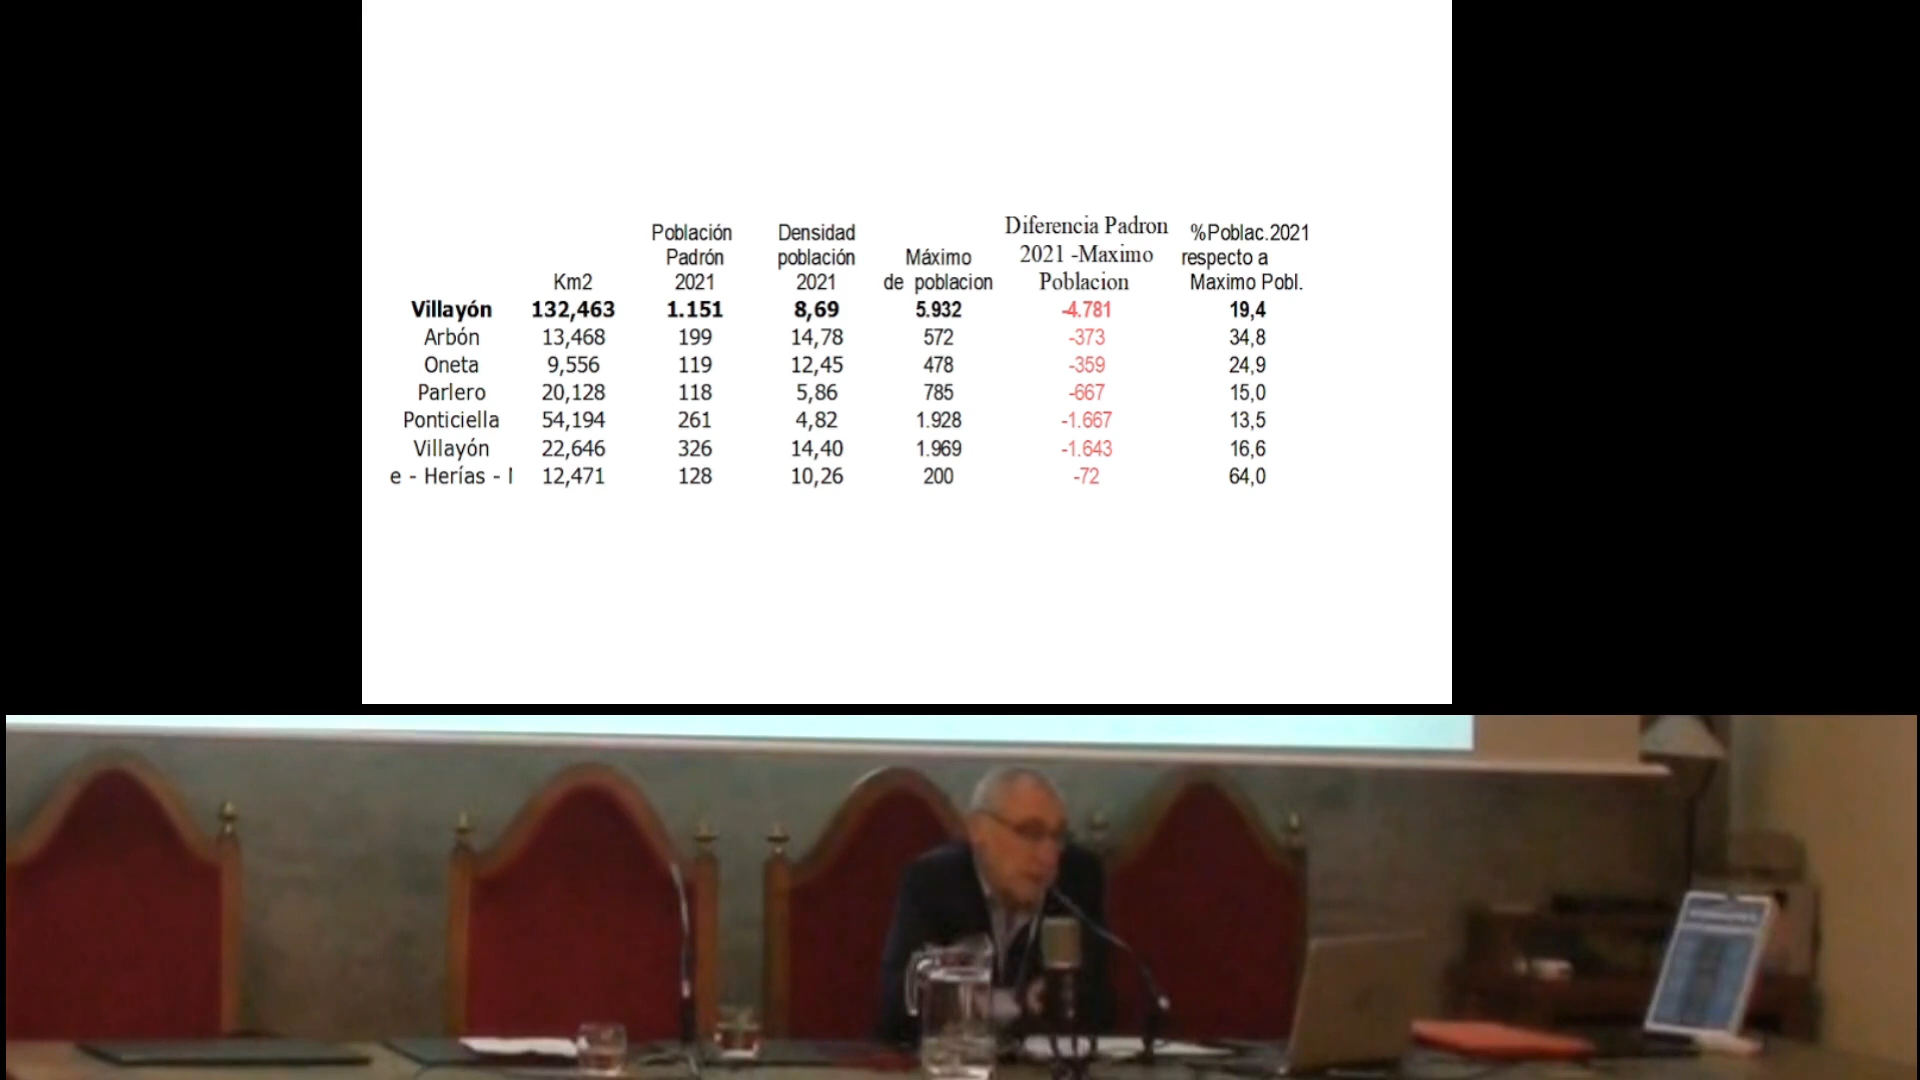 Población Densidad Diferencia Padron %Poblac.2021
Padrón población Máximo 2021 -Maximo respecto a
Km2 2021 2021 de poblacion Poblacion Maximo Pobl.
Villayón 132,463 1.151 8,69 5.932 -4.781 19,4
Arbón 13,468 199 14,78 572 -373 34,8
Oneta 9,556 119 12,45 478 -359 24,9
Parlero 20,128 118 5,86 785 -667 15,0
Ponticiella 54,194 261 4,82 1.928 -1.667 13,5
Villayón 22,646 326 14,40 1.969 -1.643 16,6
e - Herías - 12,471 128 10,26 200 -72 64,0